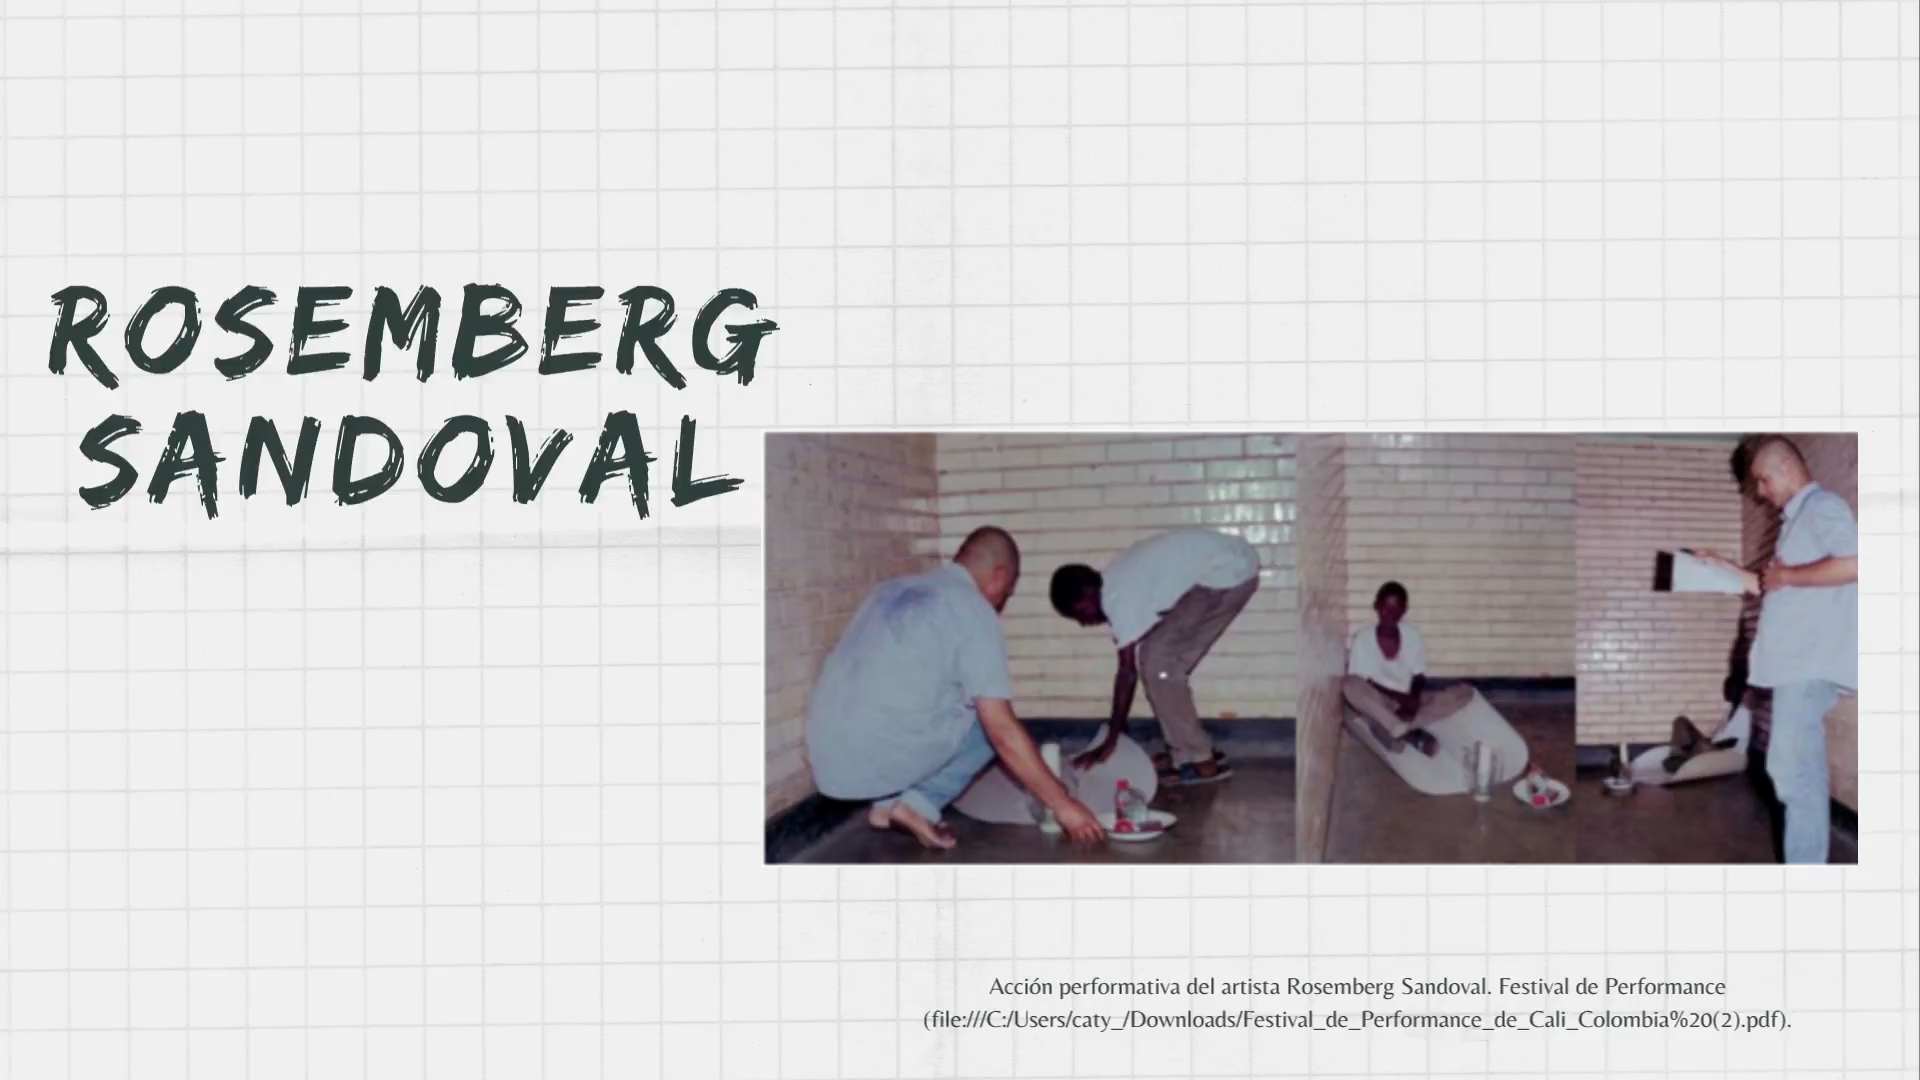 ROSEMBERG
SANDOVAL
Acción performativa del artista Rosemberg Sandoval. Festival de Performance
(file:///C:/Users/caty_/Downloads/Festival_de_Performance_de_Cali_Colombia%20(2).pdf).